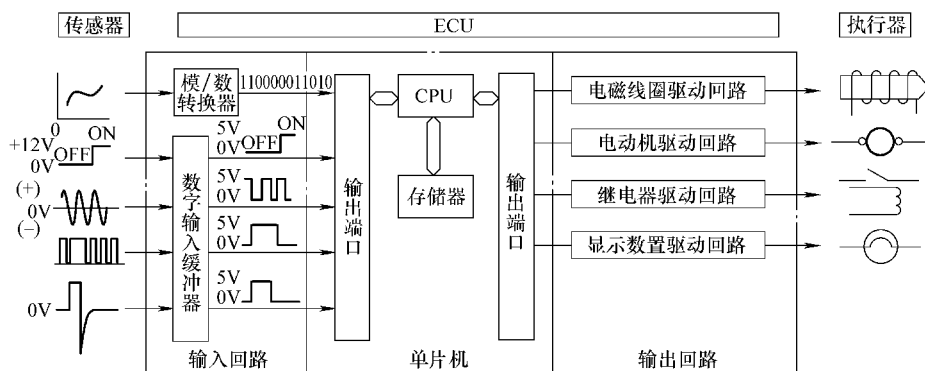 传感器
ECU
执行器
0
模/数
转换器
110000011010
+12V
0V
OFF
ON
(+)
0V
(−)
0V
数字输入缓冲器
5V
0V
OFF
ON
5V
0V
5V
0V
5V
0V
输出端口
CPU
存储器
输出端口
电磁线圈驱动回路
电动机驱动回路
继电器驱动回路
显示数置驱动回路
输入回路
单片机
输出回路